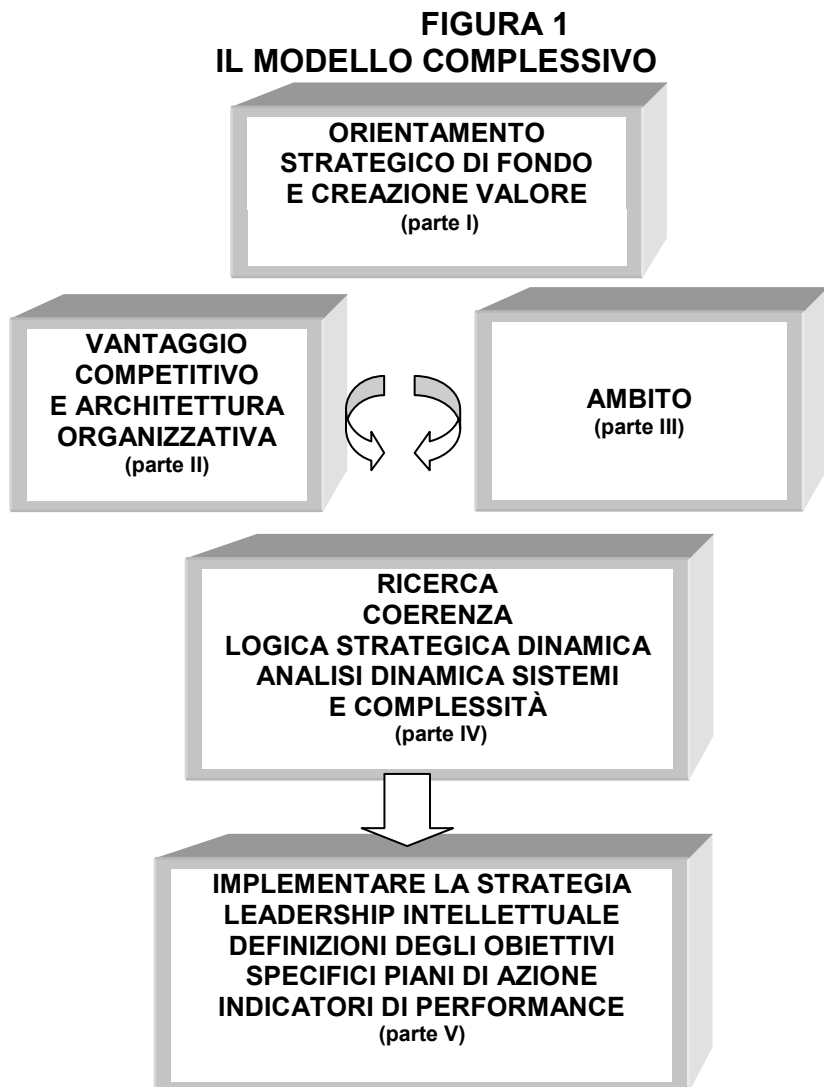 FIGURA 1
IL MODELLO COMPLESSIVO
ORIENTAMENTO
STRATEGICO DI FONDO
E CREAZIONE VALORE
(parte I)
VANTAGGIO
COMPETITIVO
E ARCHITETTURA
ORGANIZZATIVA
(parte II)
AMBITO
(parte III)
RICERCA
COERENZA
LOGICA STRATEGICA DINAMICA
ANALISI DINAMICA SISTEMI
E COMPLESSITÀ
(parte IV)
IMPLEMENTARE LA STRATEGIA
LEADERSHIP INTELLETTUALE
DEFINIZIONI DEGLI OBIETTIVI
SPECIFICI PIANI DI AZIONE
INDICATORI DI PERFORMANCE
(parte V)